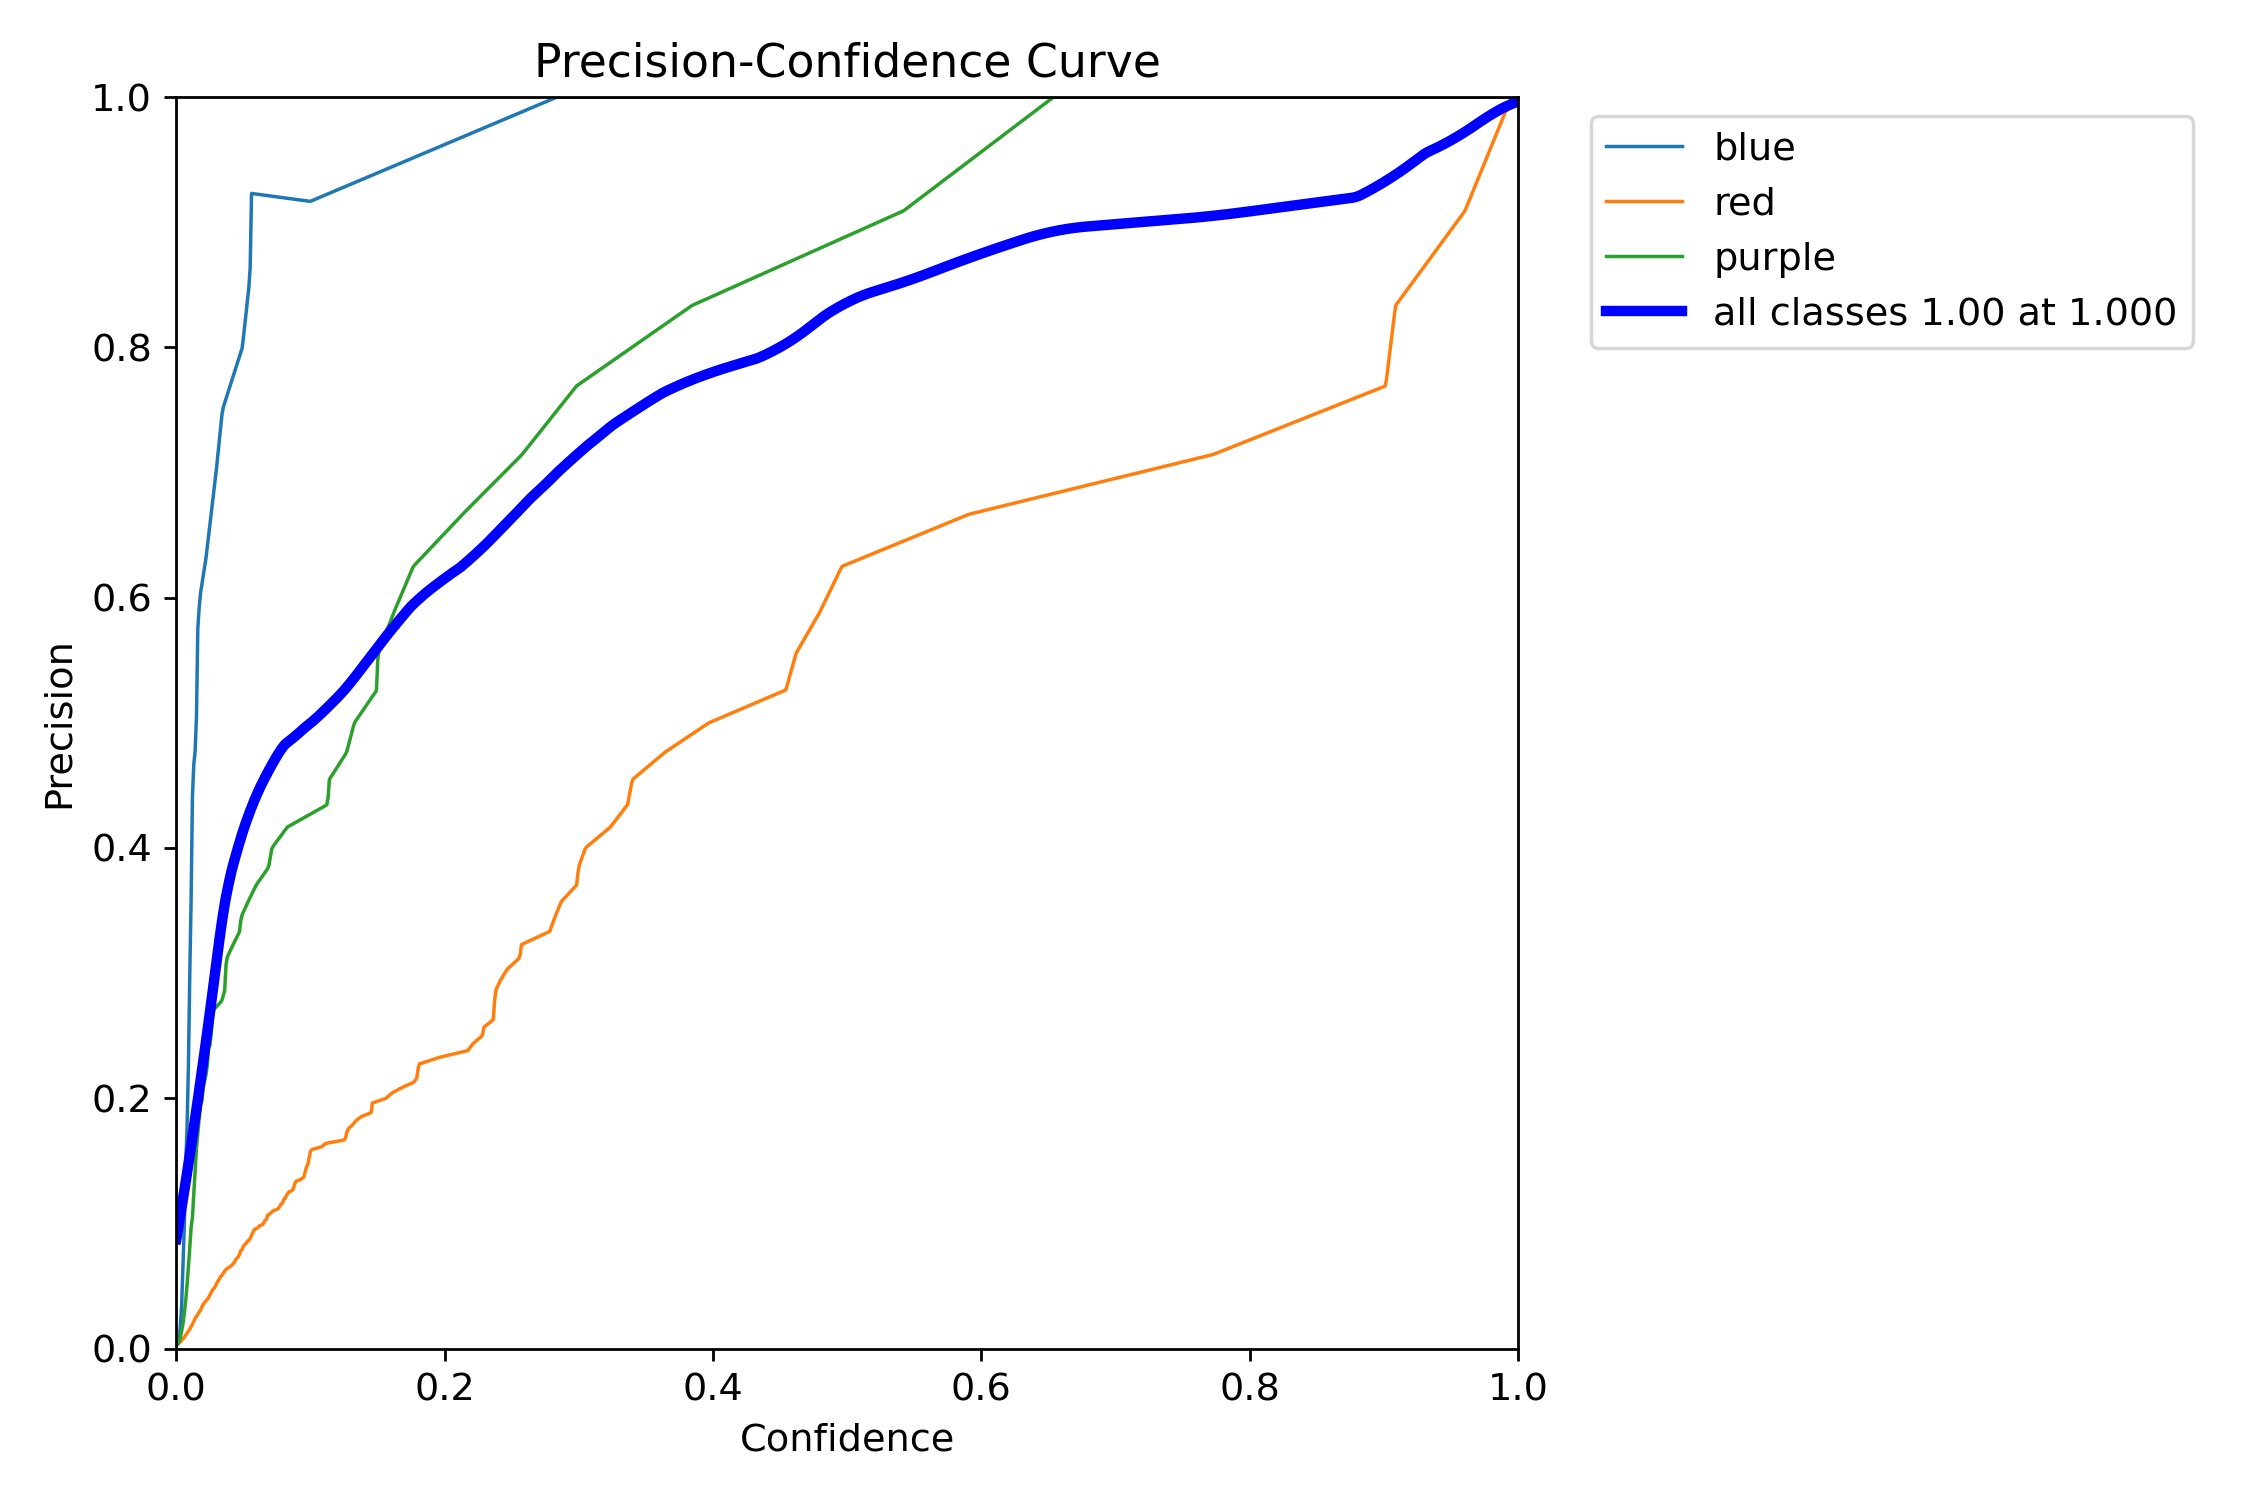 Precision-Confidence Curve
1.0
0.8
0.6
0.4
0.2
0.0
Precision
0.0 0.2 0.4 0.6 0.8 1.0
Confidence
blue
red
purple
all classes 1.00 at 1.000